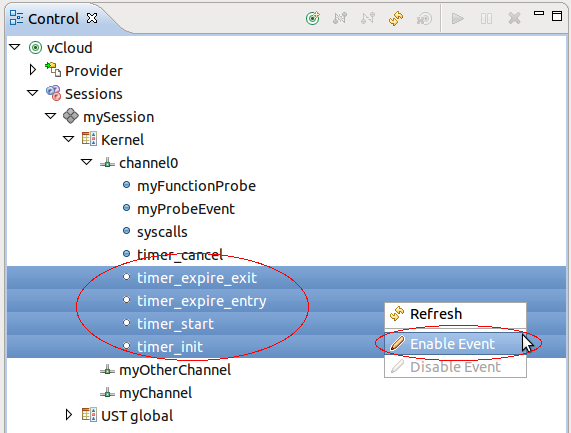 Control
vCloud
Provider
Sessions
mySession
Kernel
channel0
myFunctionProbe
myProbeEvent
syscalls
timer_cancel
timer_expire_exit
timer_expire_entry
timer_start
timer_init
myOtherChannel
myChannel
UST global
Refresh
Enable Event
Disable Event